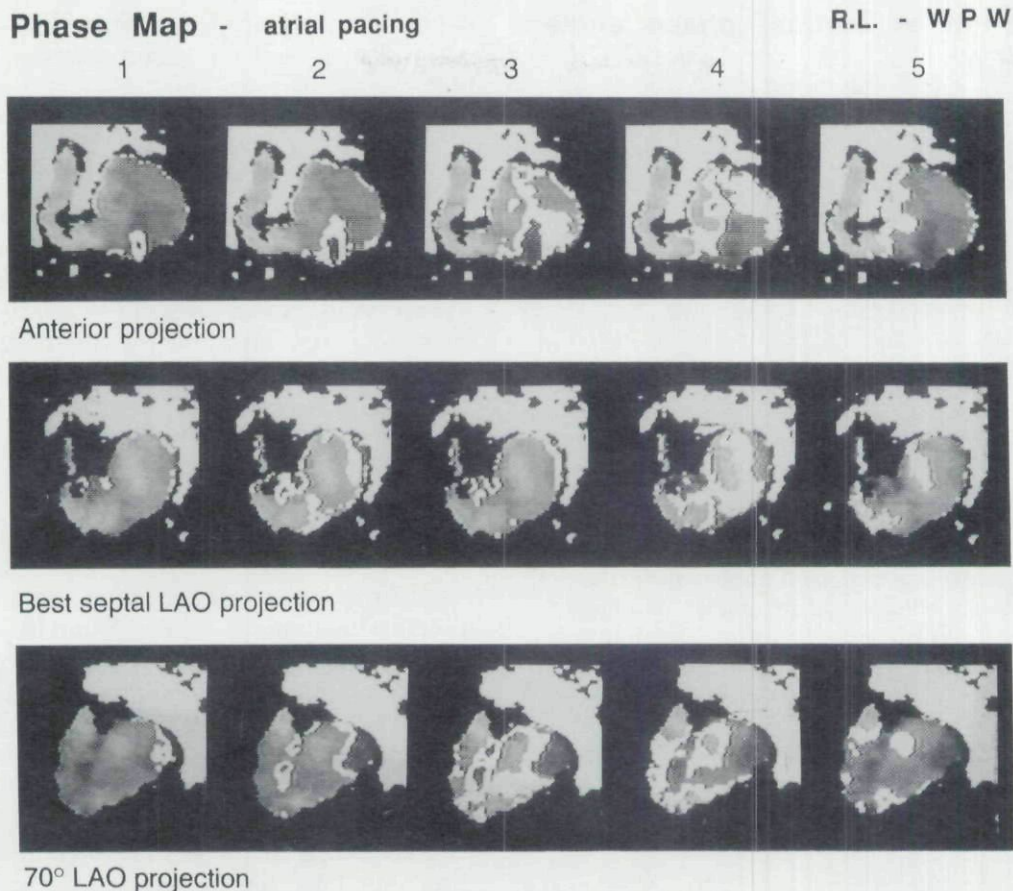 Phase Map - atrial pacing R.L. - W P W
1 2 3 4 5
Anterior projection
Best septal LAO projection
70° LAO projection